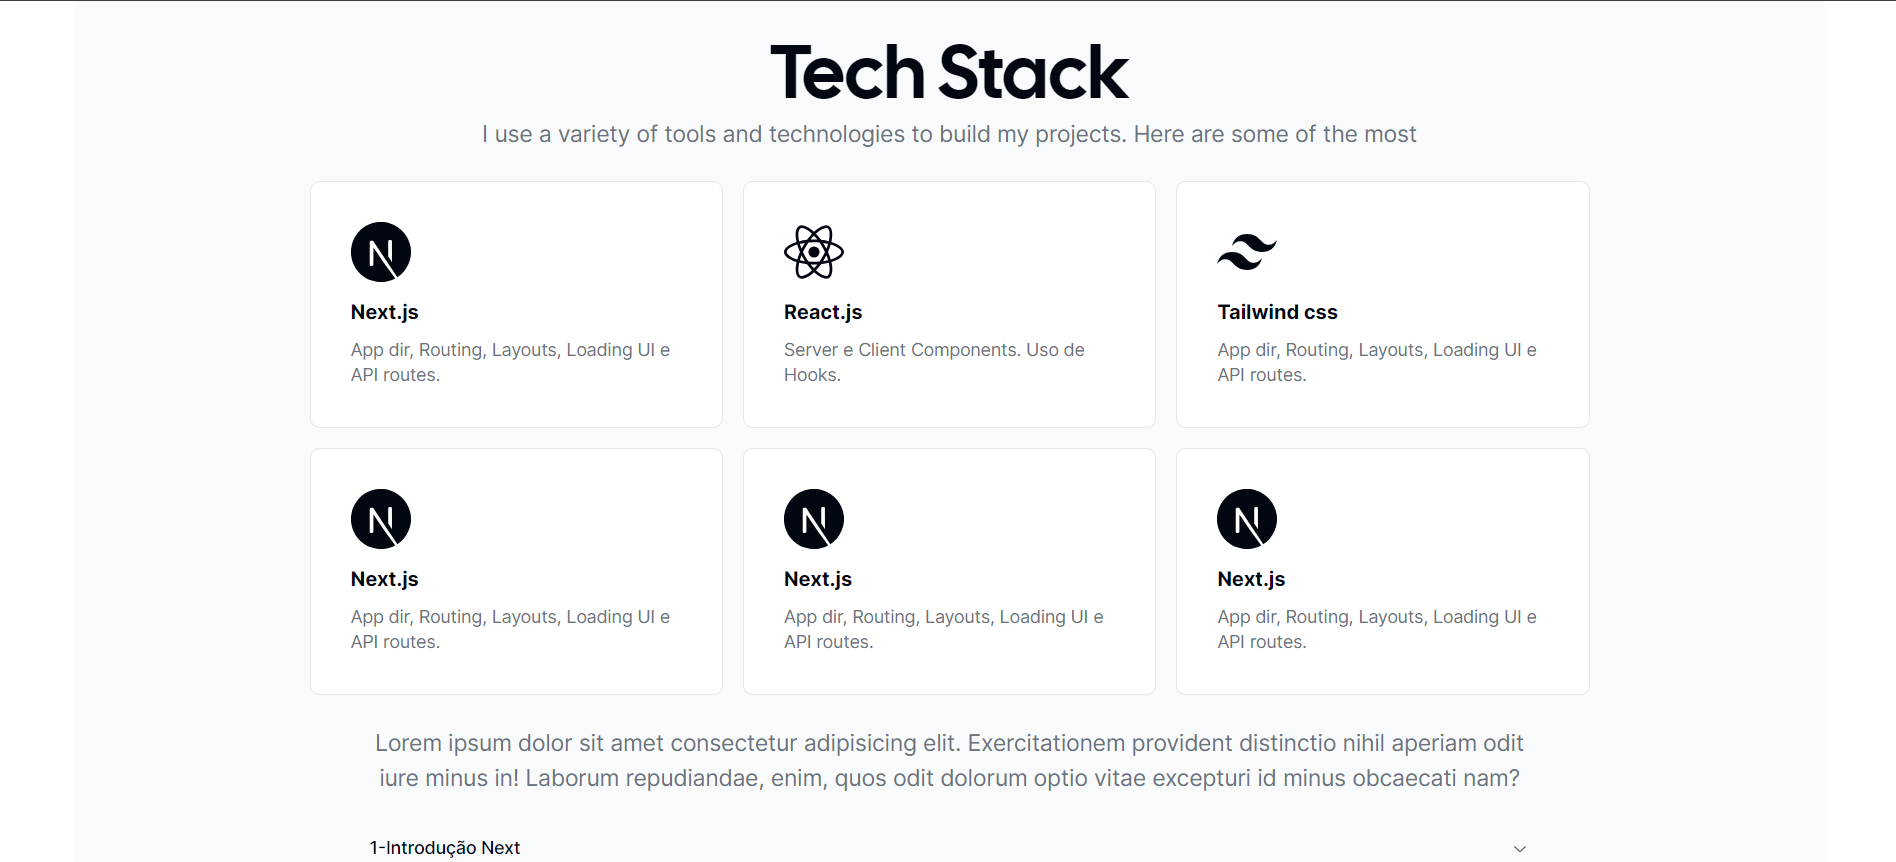 Tech Stack
I use a variety of tools and technologies to build my projects. Here are some of the most
Next.js
App dir, Routing, Layouts, Loading UI e
API routes.
React.js
Server e Client Components. Uso de
Hooks.
Tailwind css
App dir, Routing, Layouts, Loading UI e
API routes.
Next.js
App dir, Routing, Layouts, Loading UI e
API routes.
Next.js
App dir, Routing, Layouts, Loading UI e
API routes.
Next.js
App dir, Routing, Layouts, Loading UI e
API routes.
Lorem ipsum dolor sit amet consectetur adipisicing elit. Exercitationem provident distinctio nihil aperiam odit
iure minus in! Laborum repudiandae, enim, quos odit dolorum optio vitae excepturi id minus obcaecati nam?
1-Introdução Next